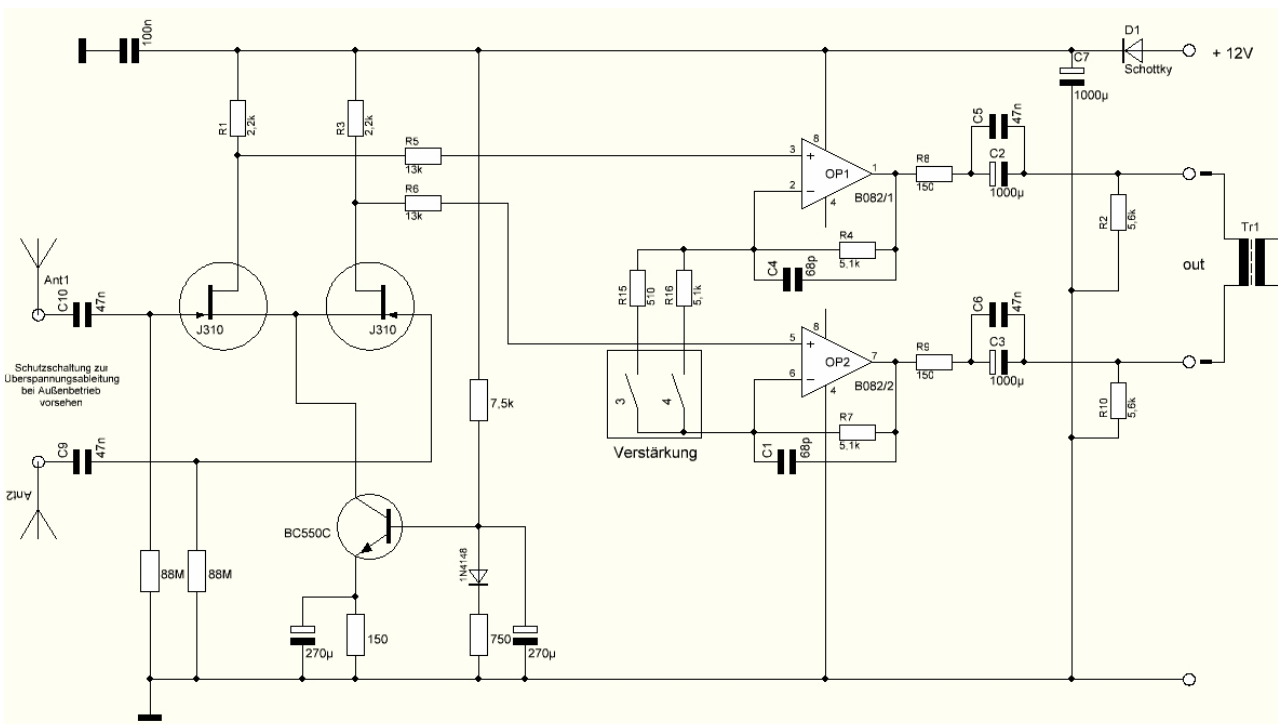 100n
D1
+ 12V
Schottky
C7
1000µ
R1
2,2k
R3
2,2k
R5
13k
R6
13k
8
3
+
OP1
1
2
−
4
B082/1
R8
150
C5
47n
C2
1000µ
R2
5,6k
Tr1
out
R4
5,1k
C4
68p
R15
510
R16
5,1k
Ant1
C10
47n
J310
J310
Schutzschaltung zur
Überspannungsableitung
bei Außenbetrieb
vorsehen
8
5
+
OP2
7
6
−
4
B082/2
R9
150
C6
47n
C3
1000µ
R10
5,6k
R7
5,1k
C1
68p
3
4
Verstärkung
7,5k
C9
47n
Ant2
BC550C
1N4148
88M
88M
270µ
150
750
270µ